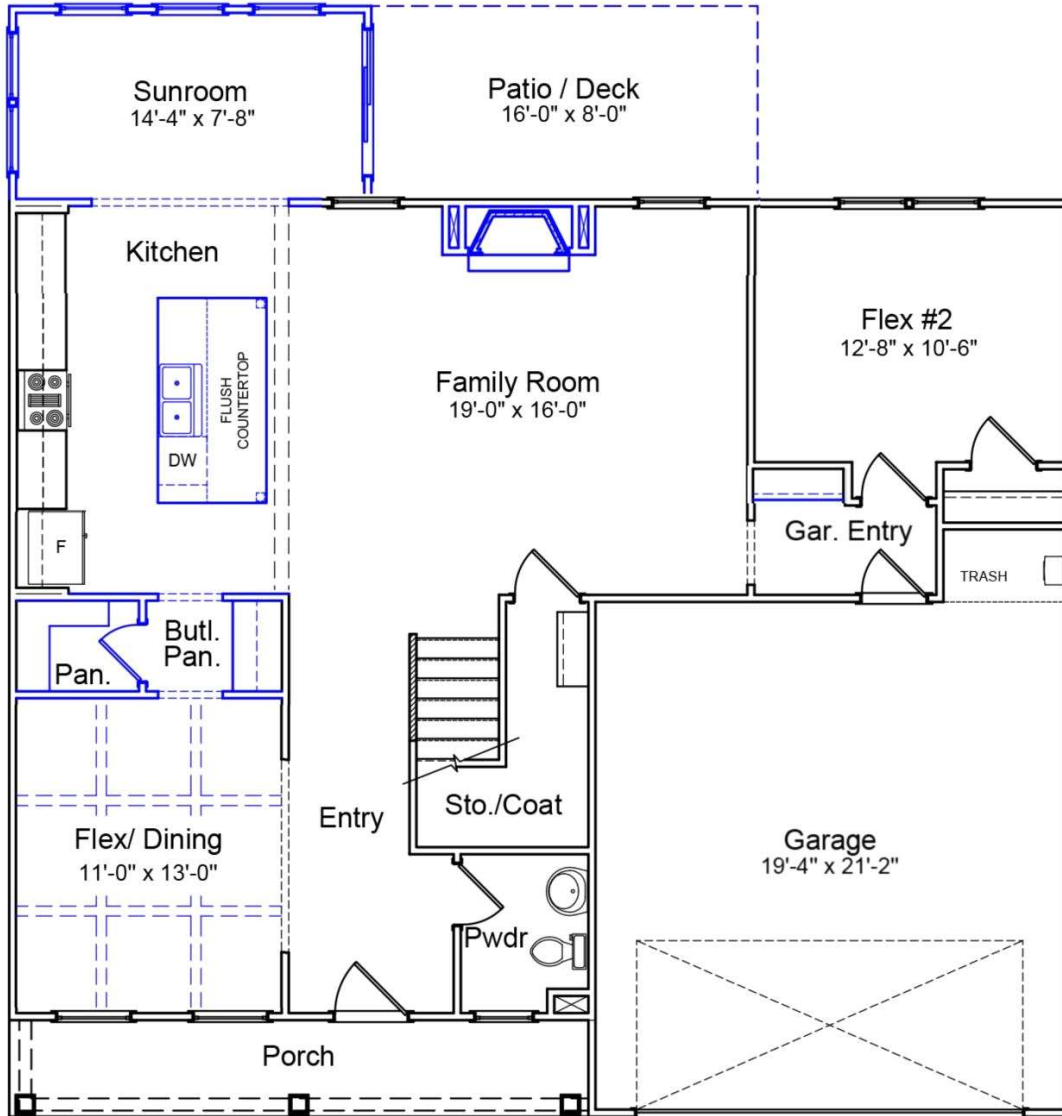 Sunroom
14'-4" x 7'-8"
Patio / Deck
16'-0" x 8'-0"
Kitchen
Flex #2
12'-8" x 10'-6"
Family Room
19'-0" x 16'-0"
FLUSH
COUNTERTOP
DW
F
Gar. Entry
TRASH
Butl.
Pan.
Pan.
Sto./Coat
Entry
Flex/ Dining
11'-0" x 13'-0"
Garage
19'-4" x 21'-2"
Pwdr
Porch